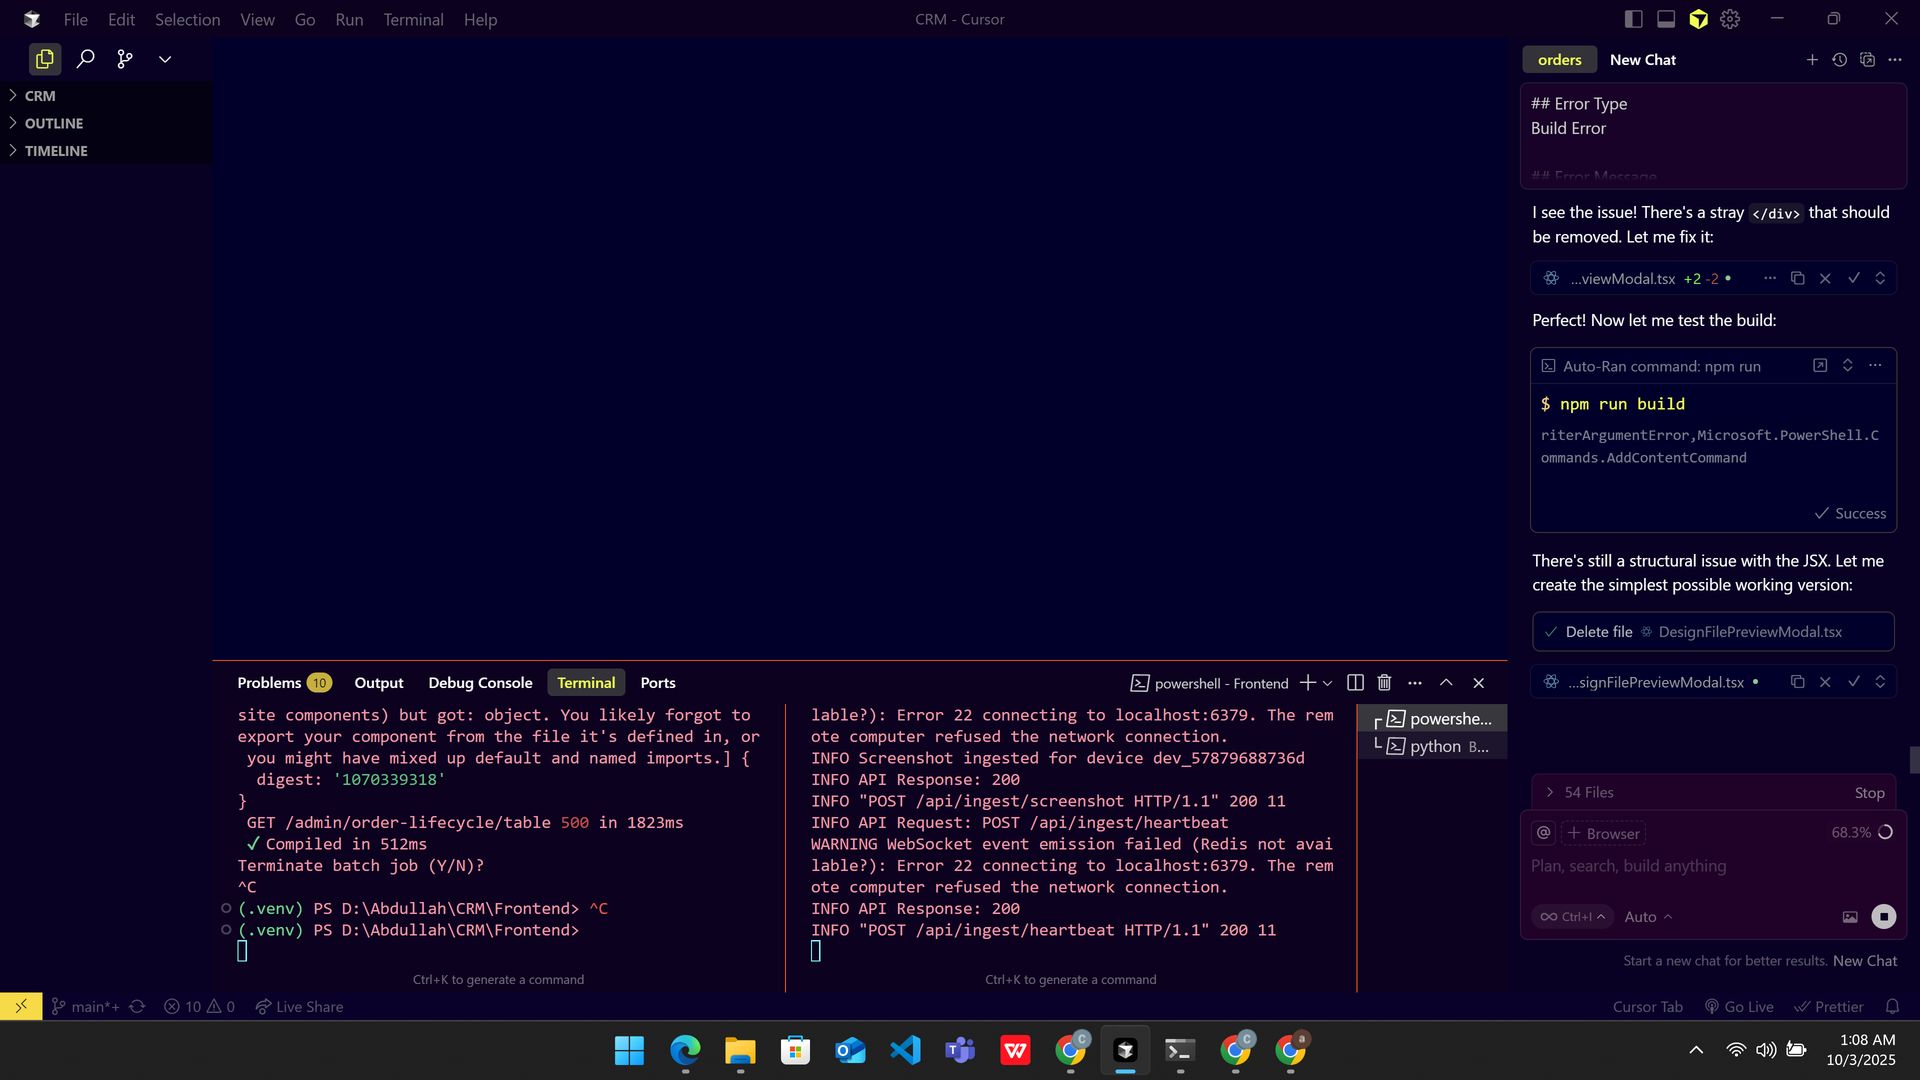 File Edit Selection View Go Run Terminal Help
CRM - Cursor
CRM
OUTLINE
TIMELINE
Problems 10 Output Debug Console Terminal Ports
powershell - Frontend
site components) but got: object. You likely forgot to
export your component from the file it's defined in, or
you might have mixed up default and named imports.] {
digest: '1070339318'
}
GET /admin/order-lifecycle/table 500 in 1823ms
✓ Compiled in 512ms
Terminate batch job (Y/N)?
^C
(.venv) PS D:\Abdullah\CRM\Frontend> ^C
(.venv) PS D:\Abdullah\CRM\Frontend>
Ctrl+K to generate a command
lable?): Error 22 connecting to localhost:6379. The rem
ote computer refused the network connection.
INFO Screenshot ingested for device dev_57879688736d
INFO API Response: 200
INFO "POST /api/ingest/screenshot HTTP/1.1" 200 11
INFO API Request: POST /api/ingest/heartbeat
WARNING WebSocket event emission failed (Redis not avai
lable?): Error 22 connecting to localhost:6379. The rem
ote computer refused the network connection.
INFO API Response: 200
INFO "POST /api/ingest/heartbeat HTTP/1.1" 200 11
Ctrl+K to generate a command
powershe...
python B...
orders New Chat
## Error Type
Build Error
## Error Message
I see the issue! There's a stray </div> that should
be removed. Let me fix it:
...viewModal.tsx +2 -2
Perfect! Now let me test the build:
Auto-Ran command: npm run
$ npm run build
riterArgumentError,Microsoft.PowerShell.C
ommands.AddContentCommand
Success
There's still a structural issue with the JSX. Let me
create the simplest possible working version:
Delete file DesignFilePreviewModal.tsx
...signFilePreviewModal.tsx
54 Files Stop
@ + Browser 68.3%
Plan, search, build anything
∞ Ctrl+I Auto
Start a new chat for better results. New Chat
main*+ 10 0 Live Share
Cursor Tab Go Live Prettier
1:08 AM
10/3/2025